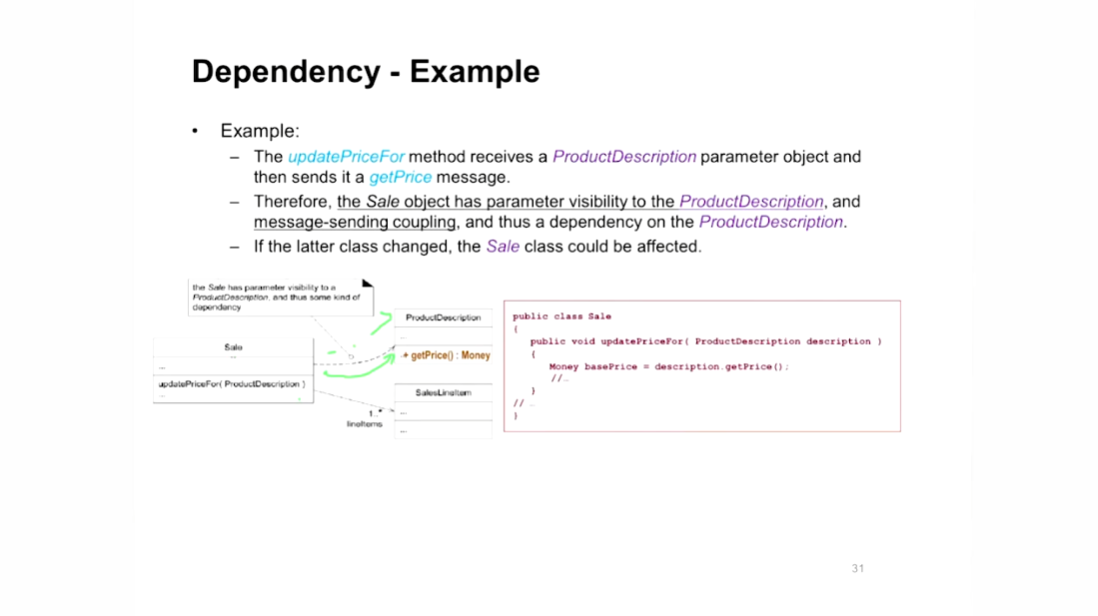 Dependency - Example
• Example:
– The updatePriceFor method receives a ProductDescription parameter object and
then sends it a getPrice message.
– Therefore, the Sale object has parameter visibility to the ProductDescription, and
message-sending coupling, and thus a dependency on the ProductDescription.
– If the latter class changed, the Sale class could be affected.
the Sale has parameter visibility to a
ProductDescription, and thus some kind of
dependency
Sale
...
...
updatePriceFor( ProductDescription )
...
ProductDescription
...
+ getPrice() : Money
SalesLineItem
...
...
1..*
lineItems
public class Sale
{
public void updatePriceFor( ProductDescription description )
{
Money basePrice = description.getPrice();
//…
}
// …
}
31